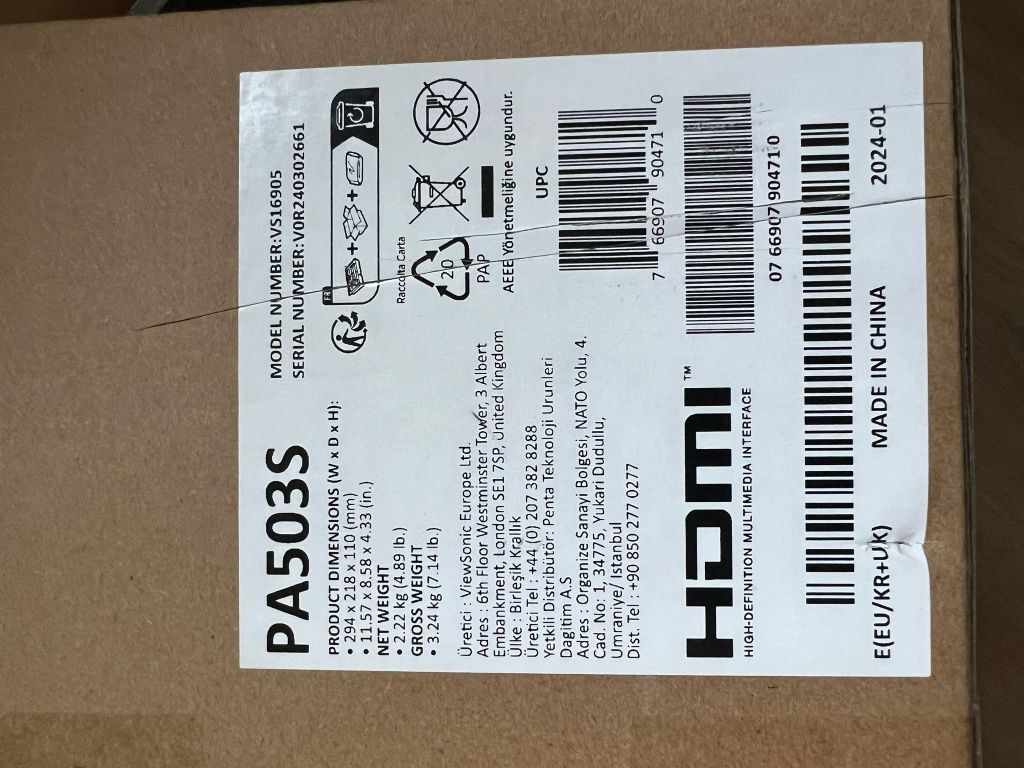 PA503S
PRODUCT DIMENSIONS (W x D x H):
• 294 x 218 x 110 (mm)
• 11.57 x 8.58 x 4.33 (in.)
NET WEIGHT
• 2.22 kg (4.89 lb.)
GROSS WEIGHT
• 3.24 kg (7.14 lb.)
MODEL NUMBER:VS16905
SERIAL NUMBER:V0R240302661
FR
Raccolta Carta
20
PAP
AEEE Yönetmeliğine uygundur.
Üretici : ViewSonic Europe Ltd.
Adres : 6th Floor Westminster Tower, 3 Albert
Embankment, London SE1 7SP, United Kingdom
Ülke : Birleşik Krallık
Üretici Tel : +44 (0) 207 382 8288
Yetkili Distribütör: Penta Teknoloji Urunleri
Dagitim A.S
Adres : Organize Sanayi Bolgesi, NATO Yolu, 4.
Cad. No: 1, 34775, Yukari Dudullu,
Umraniye/ Istanbul
Dist. Tel : +90 850 277 0277
UPC
7 66907 90471 0
HDMI™
HIGH-DEFINITION MULTIMEDIA INTERFACE
07 66907 90471 0
E(EU/KR+UK)
MADE IN CHINA
2024-01